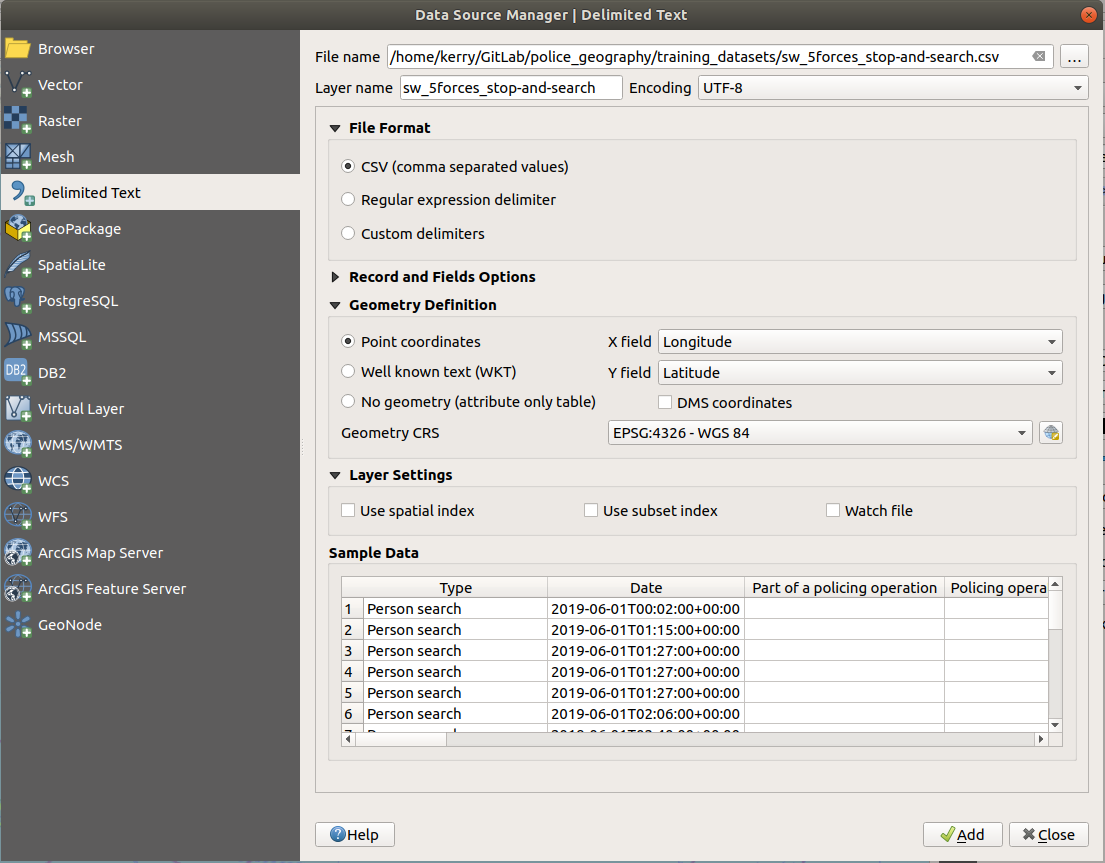 Data Source Manager | Delimited Text
Browser
Vector
Raster
Mesh
Delimited Text
GeoPackage
SpatiaLite
PostgreSQL
MSSQL
DB2 DB2
Virtual Layer
WMS/WMTS
WCS
WFS
ArcGIS Map Server
ArcGIS Feature Server
GeoNode
File name /home/kerry/GitLab/police_geography/training_datasets/sw_5forces_stop-and-search.csv ...
Layer name sw_5forces_stop-and-search Encoding UTF-8
File Format
CSV (comma separated values)
Regular expression delimiter
Custom delimiters
Record and Fields Options
Geometry Definition
Point coordinates X field Longitude
Well known text (WKT) Y field Latitude
No geometry (attribute only table) DMS coordinates
Geometry CRS EPSG:4326 - WGS 84
Layer Settings
Use spatial index Use subset index Watch file
Sample Data
Type Date Part of a policing operation Policing opera
1 Person search 2019-06-01T00:02:00+00:00
2 Person search 2019-06-01T01:15:00+00:00
3 Person search 2019-06-01T01:27:00+00:00
4 Person search 2019-06-01T01:27:00+00:00
5 Person search 2019-06-01T01:27:00+00:00
6 Person search 2019-06-01T02:06:00+00:00
Help Add Close